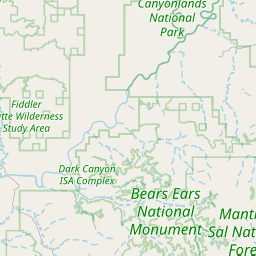 Canyonlands
National
Park
Fiddler
tte Wilderness
Study Area
Dark Canyon
ISA Complex
Bears Ears
National
Monument
Mant
Sal Nat
Fore